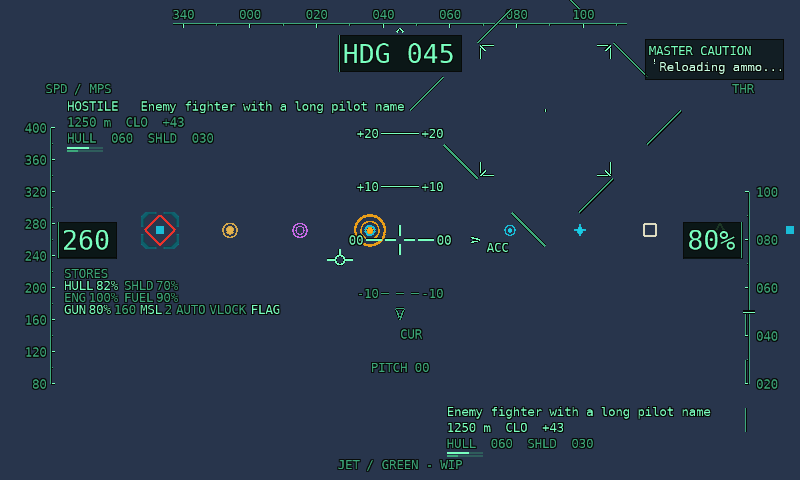 340 000 020 040 060 080 100
HDG 045
MASTER CAUTION
'Reloading ammo...
SPD / MPS
THR
HOSTILE Enemy fighter with a long pilot name
1250 m CLO +43
HULL 060 SHLD 030
400
360
320
280
240
200
160
120
80
+20 +20
+10 +10
00 00
-10 -10
260
80%
100
080
060
040
020
ACC
STORES
HULL 82% SHLD 70%
ENG 100% FUEL 90%
GUN 80% 160 MSL 2 AUTO VLOCK FLAG
CUR
PITCH 00
Enemy fighter with a long pilot name
1250 m CLO +43
HULL 060 SHLD 030
JET / GREEN - WIP